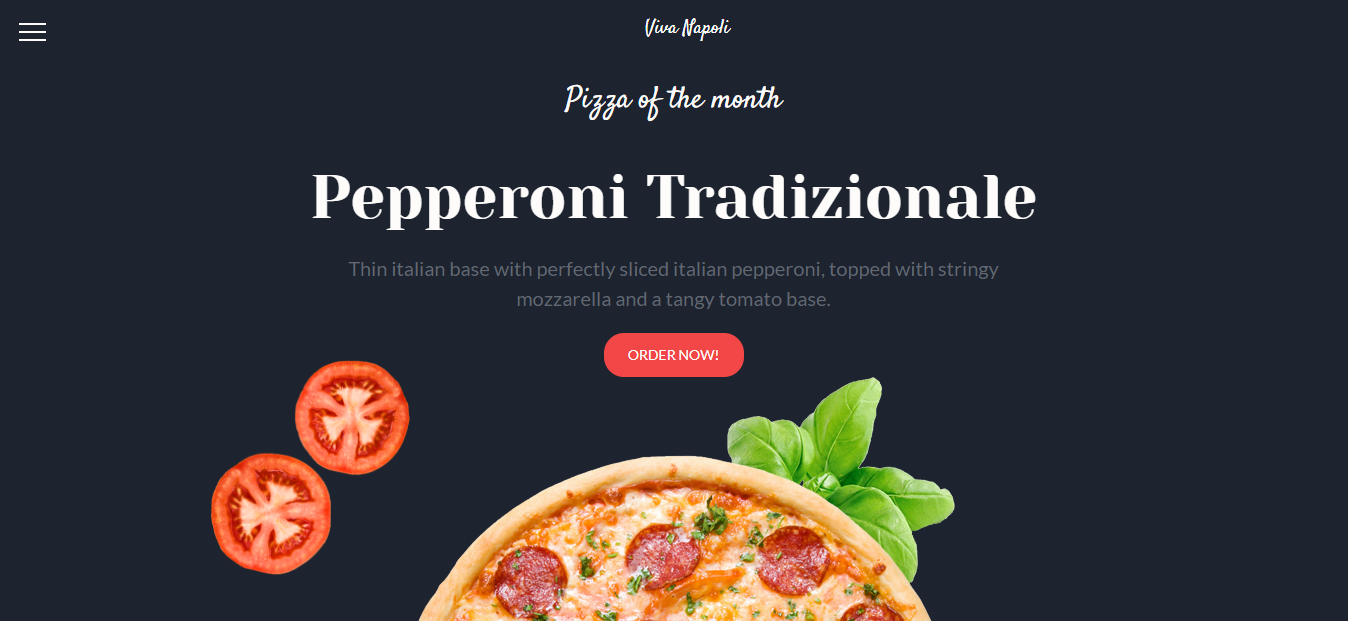 Viva Napoli
Pizza of the month
Pepperoni Tradizionale
Thin italian base with perfectly sliced italian pepperoni, topped with stringy
mozzarella and a tangy tomato base.
ORDER NOW!